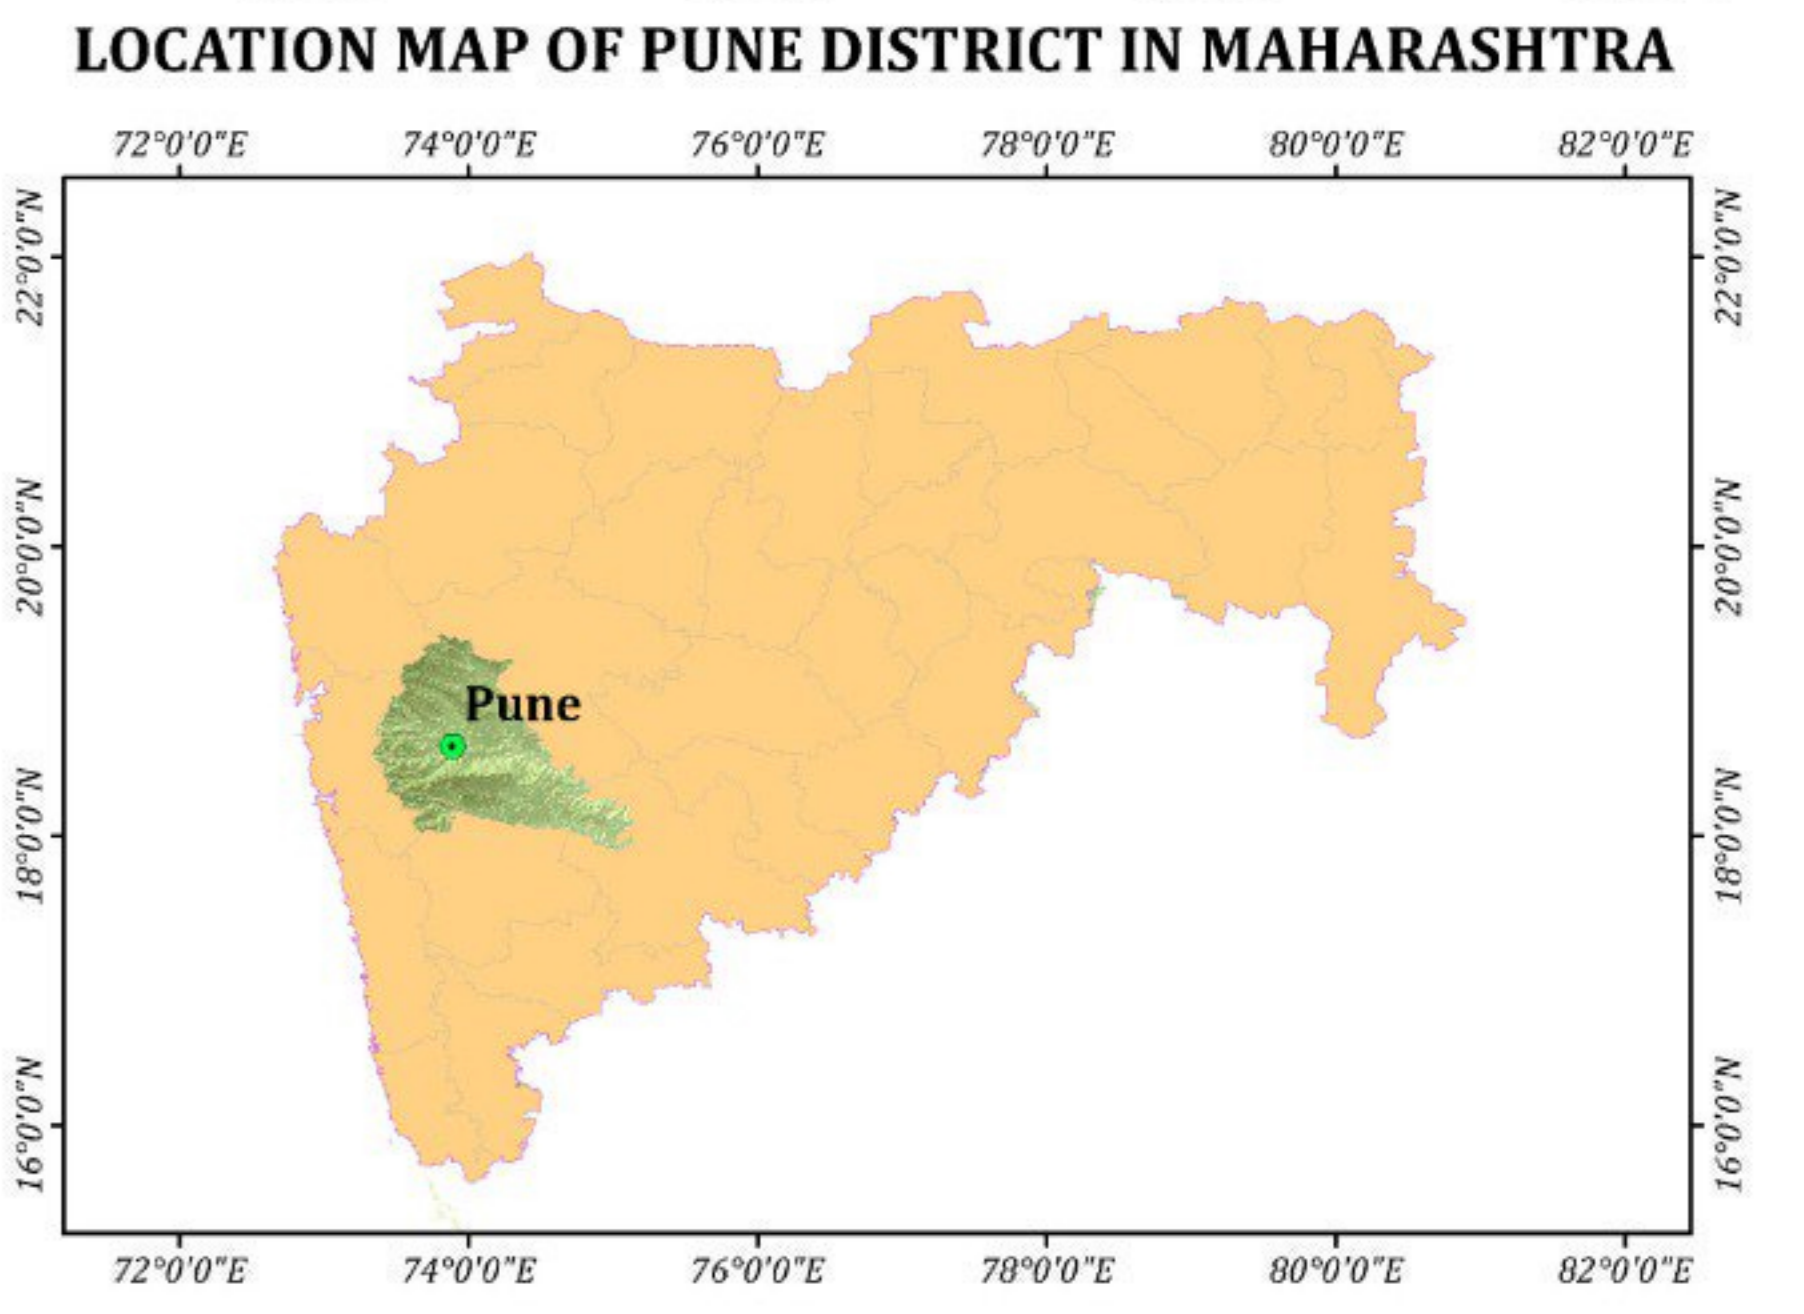 LOCATION MAP OF PUNE DISTRICT IN MAHARASHTRA
72°0'0"E 74°0'0"E 76°0'0"E 78°0'0"E 80°0'0"E 82°0'0"E
22°0'0"N 22°0'0"N
20°0'0"N 20°0'0"N
Pune
18°0'0"N 18°0'0"N
16°0'0"N 16°0'0"N
72°0'0"E 74°0'0"E 76°0'0"E 78°0'0"E 80°0'0"E 82°0'0"E